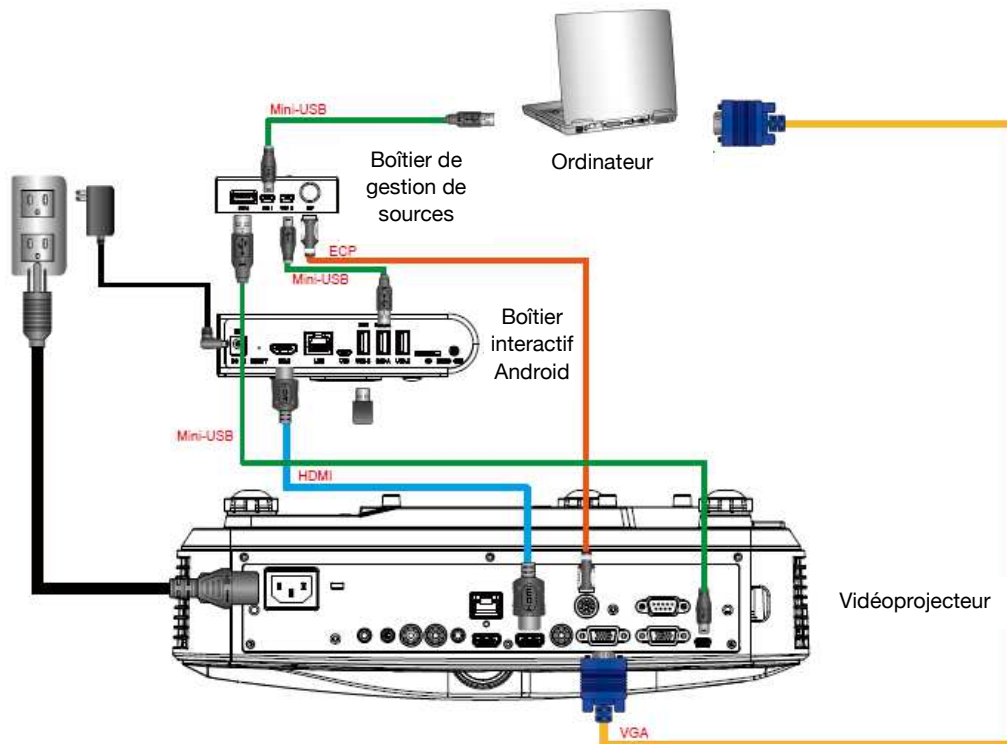 Mini-USB
Boîtier de
gestion de
sources
Ordinateur
ECP
Mini-USB
Boîtier
interactif
Android
Mini-USB
HDMI
Vidéoprojecteur
VGA